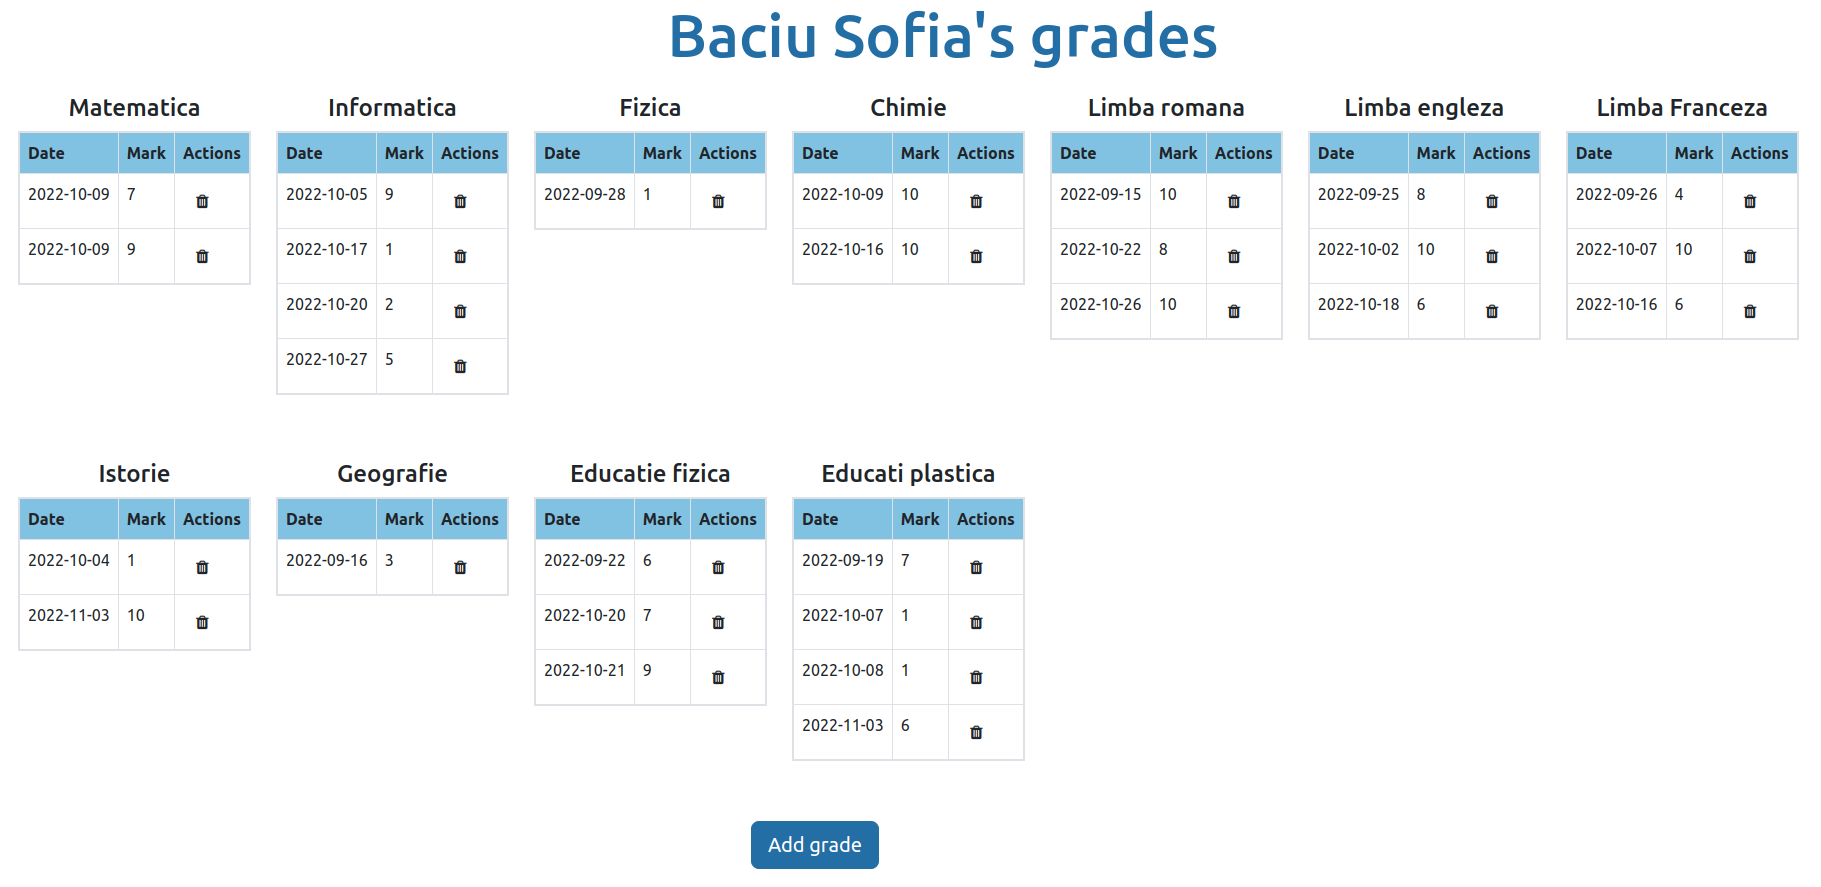 Baciu Sofia's grades
Matematica Informatica Fizica Chimie Limba romana Limba engleza Limba Franceza
Date Mark Actions Date Mark Actions Date Mark Actions Date Mark Actions Date Mark Actions Date Mark Actions Date Mark Actions
2022-10-09 7 2022-10-05 9 2022-09-28 1 2022-10-09 10 2022-09-15 10 2022-09-25 8 2022-09-26 4
2022-10-09 9 2022-10-17 1 2022-10-16 10 2022-10-22 8 2022-10-02 10 2022-10-07 10
2022-10-20 2 2022-10-26 10 2022-10-18 6 2022-10-16 6
2022-10-27 5
Istorie Geografie Educatie fizica Educati plastica
Date Mark Actions Date Mark Actions Date Mark Actions Date Mark Actions
2022-10-04 1 2022-09-16 3 2022-09-22 6 2022-09-19 7
2022-11-03 10 2022-10-20 7 2022-10-07 1
2022-10-21 9 2022-10-08 1
2022-11-03 6
Add grade